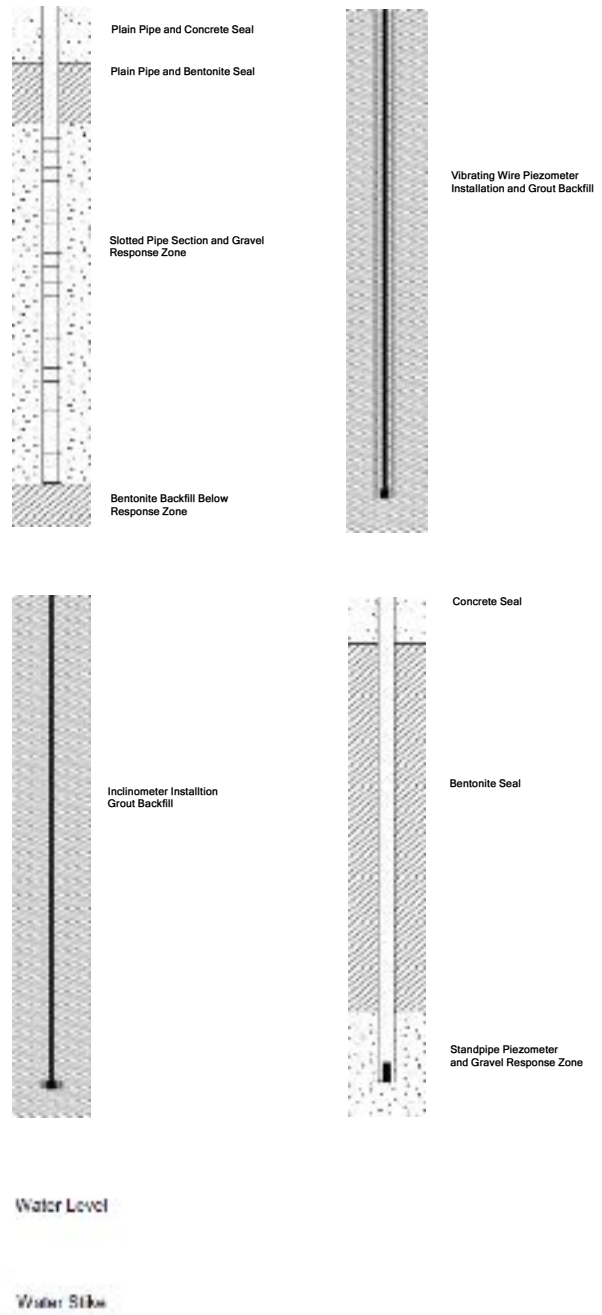 Plain Pipe and Concrete Seal
Plain Pipe and Bentonite Seal
Slotted Pipe Section and Gravel
Response Zone
Bentonite Backfill Below
Response Zone
Vibrating Wire Piezometer
Installation and Grout Backfill
Inclinometer Installtion
Grout Backfill
Concrete Seal
Bentonite Seal
Standpipe Piezometer
and Gravel Response Zone
Water Level
Water Stike